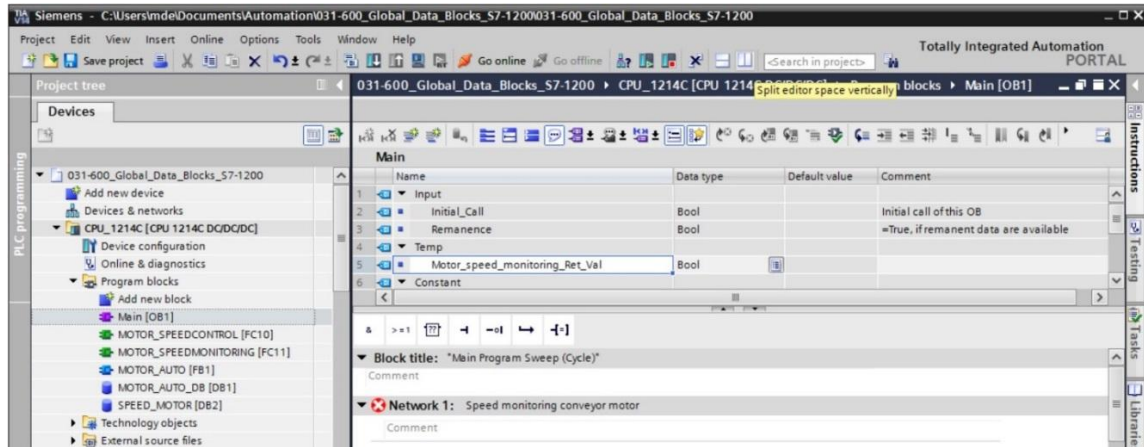 Siemens - C:\Users\mde\Documents\Automation\031-600_Global_Data_Blocks_S7-1200\031-600_Global_Data_Blocks_S7-1200
Project Edit View Insert Online Options Tools Window Help
Totally Integrated Automation
PORTAL
Save project Go online Go offline <Search in project>
Project tree
031-600_Global_Data_Blocks_S7-1200 CPU_1214C [CPU 1214 blocks Main [OB1]
Split editor space vertically
Devices
Main
Name Data type Default value Comment
1 Input
2 Initial_Call Bool Initial call of this OB
3 Remanence Bool =True, if remanent data are available
4 Temp
5 Motor_speed_monitoring_Ret_Val Bool
6 Constant
031-600_Global_Data_Blocks_S7-1200
Add new device
Devices & networks
CPU_1214C [CPU 1214C DC/DC/DC]
Device configuration
Online & diagnostics
Program blocks
Add new block
Main [OB1]
MOTOR_SPEEDCONTROL [FC10]
MOTOR_SPEEDMONITORING [FC11]
MOTOR_AUTO [FB1]
MOTOR_AUTO_DB [DB1]
SPEED_MOTOR [DB2]
Technology objects
External source files
& >=1 ??
Block title: "Main Program Sweep (Cycle)"
Comment
Network 1: Speed monitoring conveyor motor
Comment
PLC programming
Instructions
Testing
Tasks
Libraries